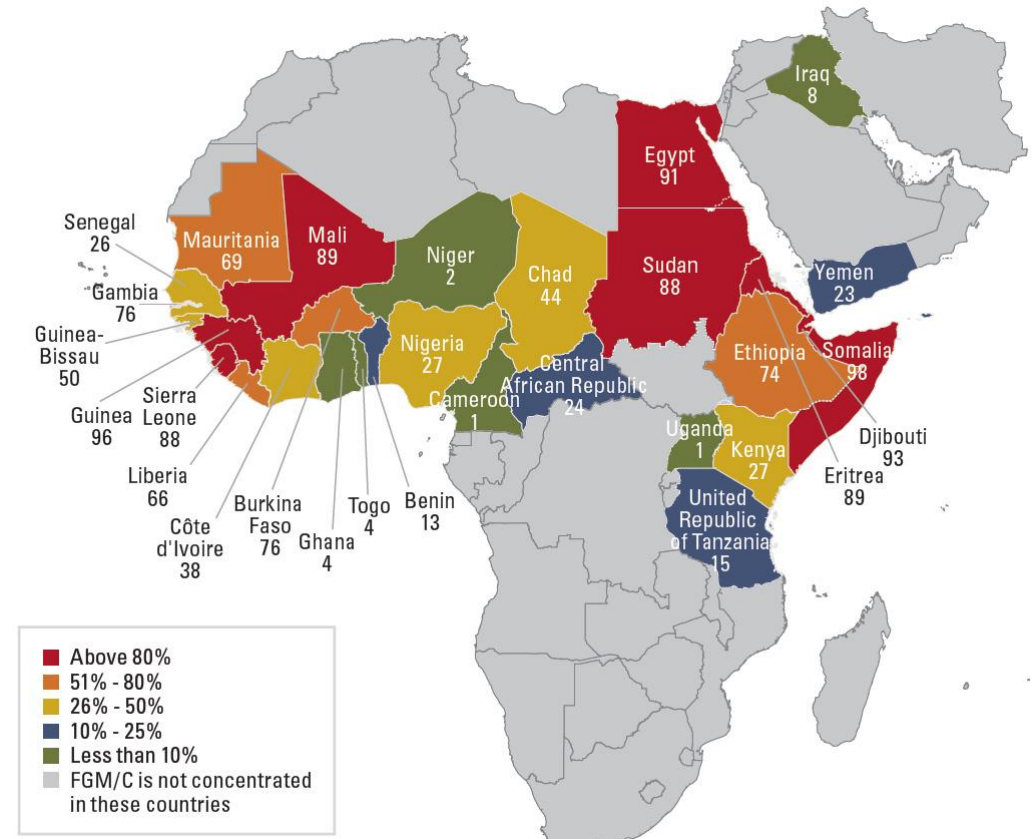 Iraq
8
Egypt
91
Senegal
26
Mauritania
69
Mali
89
Niger
2
Chad
44
Sudan
88
Yemen
23
Gambia
76
Guinea-
Bissau
50
Nigeria
27
Ethiopia
74
Somalia
98
Central
African Republic
24
Cameroon
1
Guinea
96
Sierra
Leone
88
Uganda
1
Kenya
27
Djibouti
93
Eritrea
89
Liberia
66
Côte
d'Ivoire
38
Burkina
Faso
76
Ghana
4
Togo
4
Benin
13
United
Republic
of Tanzania
15
Above 80%
51% - 80%
26% - 50%
10% - 25%
Less than 10%
FGM/C is not concentrated
in these countries